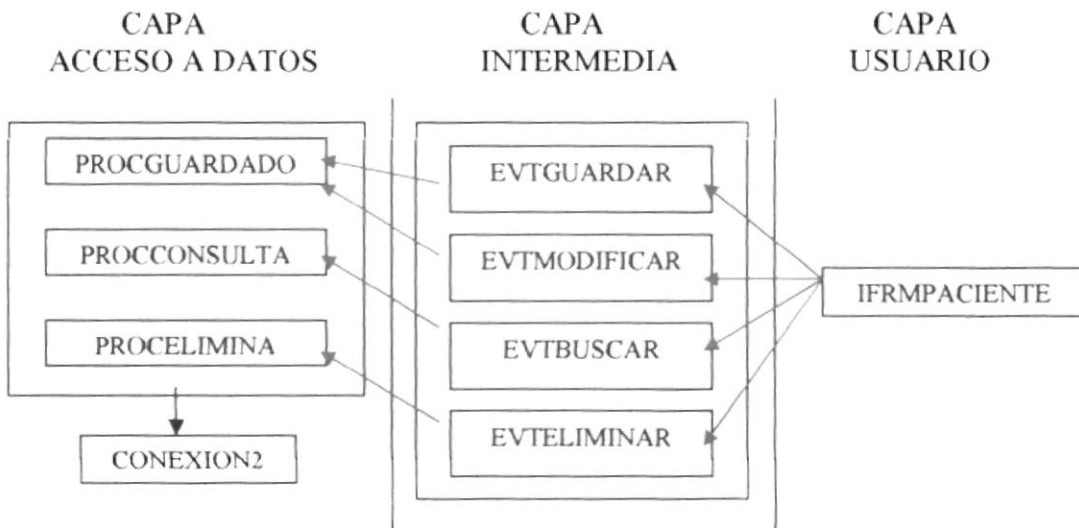 CAPA
ACCESO A DATOS
CAPA
INTERMEDIA
CAPA
USUARIO
PROCGUARDADO
PROCCONSULTA
PROCELIMINA
CONEXION2
EVTGUARDAR
EVTMODIFICAR
EVTBUSCAR
EVTELIMINAR
IFRMPACIENTE